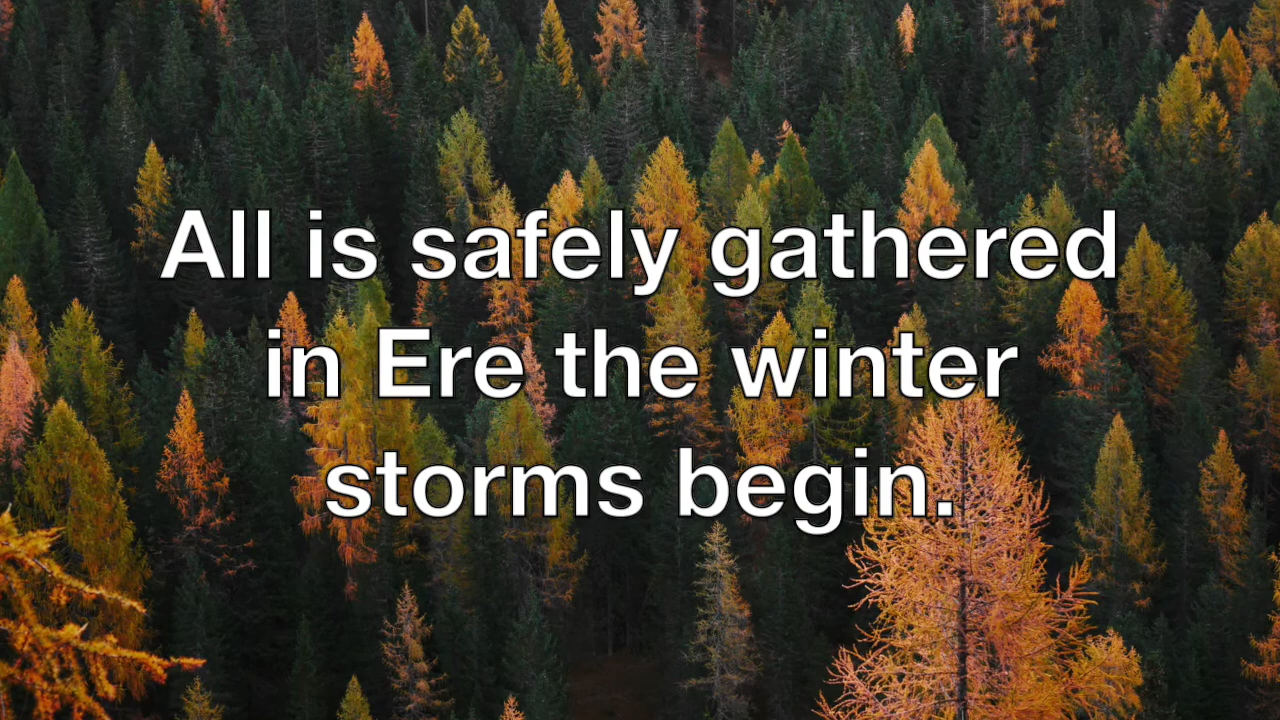 All is safely gathered
in Ere the winter
storms begin.